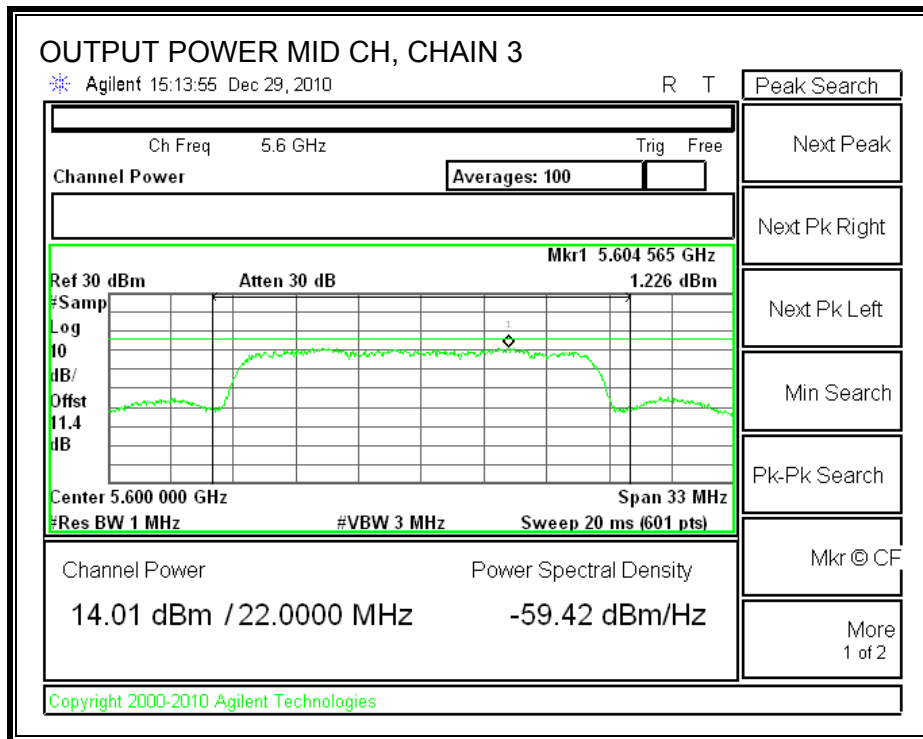 OUTPUT POWER MID CH, CHAIN 3
Agilent 15:13:55 Dec 29, 2010 R T
Ch Freq 5.6 GHz Trig Free
Channel Power Averages: 100
Mkr1 5.604 565 GHz
Ref 30 dBm Atten 30 dB 1.226 dBm
#Samp
Log
10
dB/
Offst
11.4
dB
1
Center 5.600 000 GHz Span 33 MHz
#Res BW 1 MHz #VBW 3 MHz Sweep 20 ms (601 pts)
Channel Power Power Spectral Density
14.01 dBm / 22.0000 MHz -59.42 dBm/Hz
Copyright 2000-2010 Agilent Technologies
Peak Search
Next Peak
Next Pk Right
Next Pk Left
Min Search
Pk-Pk Search
Mkr © CF
More
1 of 2